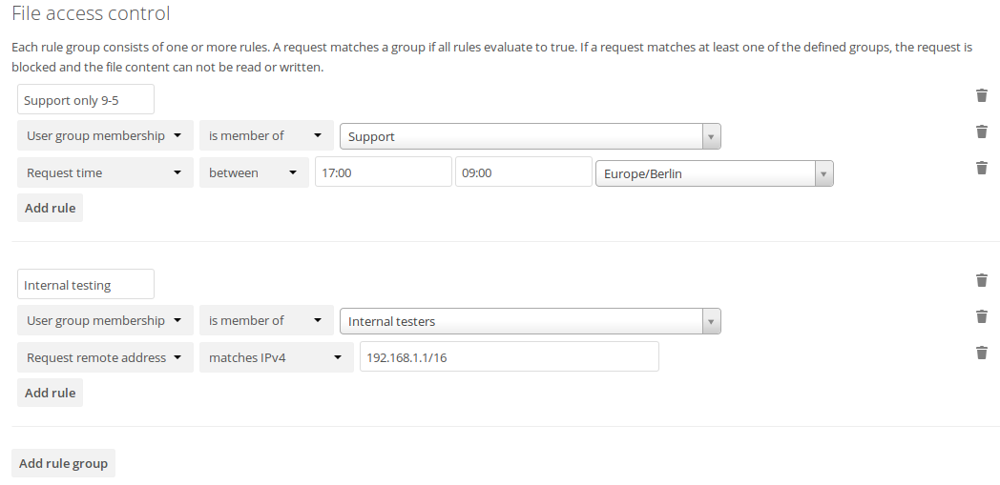 File access control
Each rule group consists of one or more rules. A request matches a group if all rules evaluate to true. If a request matches at least one of the defined groups, the request is
blocked and the file content can not be read or written.
Support only 9-5
User group membership is member of Support
Request time between 17:00 09:00 Europe/Berlin
Add rule
Internal testing
User group membership is member of Internal testers
Request remote address matches IPv4 192.168.1.1/16
Add rule
Add rule group